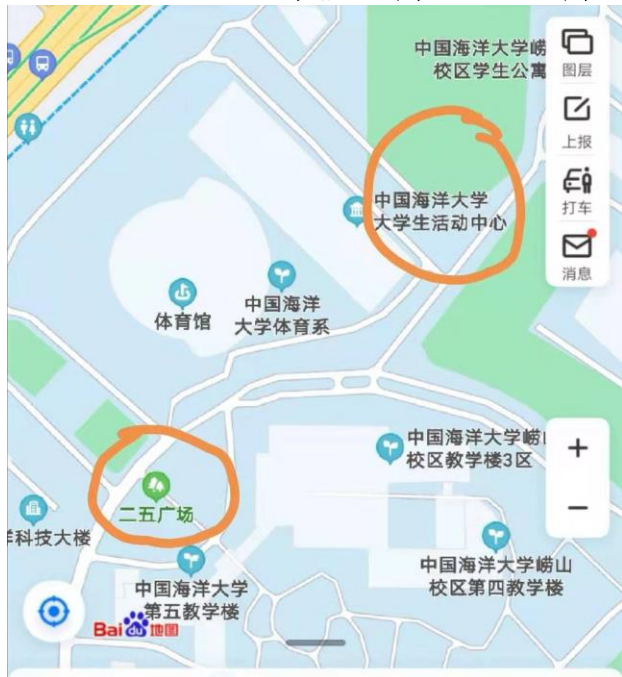 中国海洋大学崂
校区学生公寓
图层
上报
打车
消息
中国海洋大学
大学生活动中心
体育馆
中国海洋
大学体育系
中国海洋大学崂山
校区教学楼3区
二五广场
洋科技大楼
中国海洋大学崂山
校区第四教学楼
中国海洋大学
第五教学楼
Bai du 地图